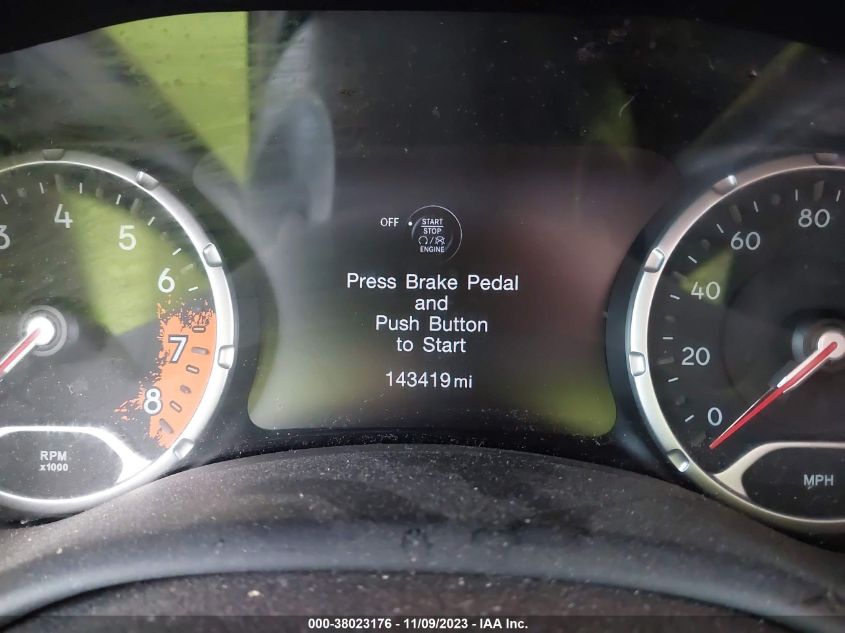 3
4
5
6
7
8
RPM
x1000
OFF
START
STOP
ENGINE
Press Brake Pedal
and
Push Button
to Start
143419 mi
80
60
40
20
0
MPH
000-38023176 - 11/09/2023 - IAA Inc.